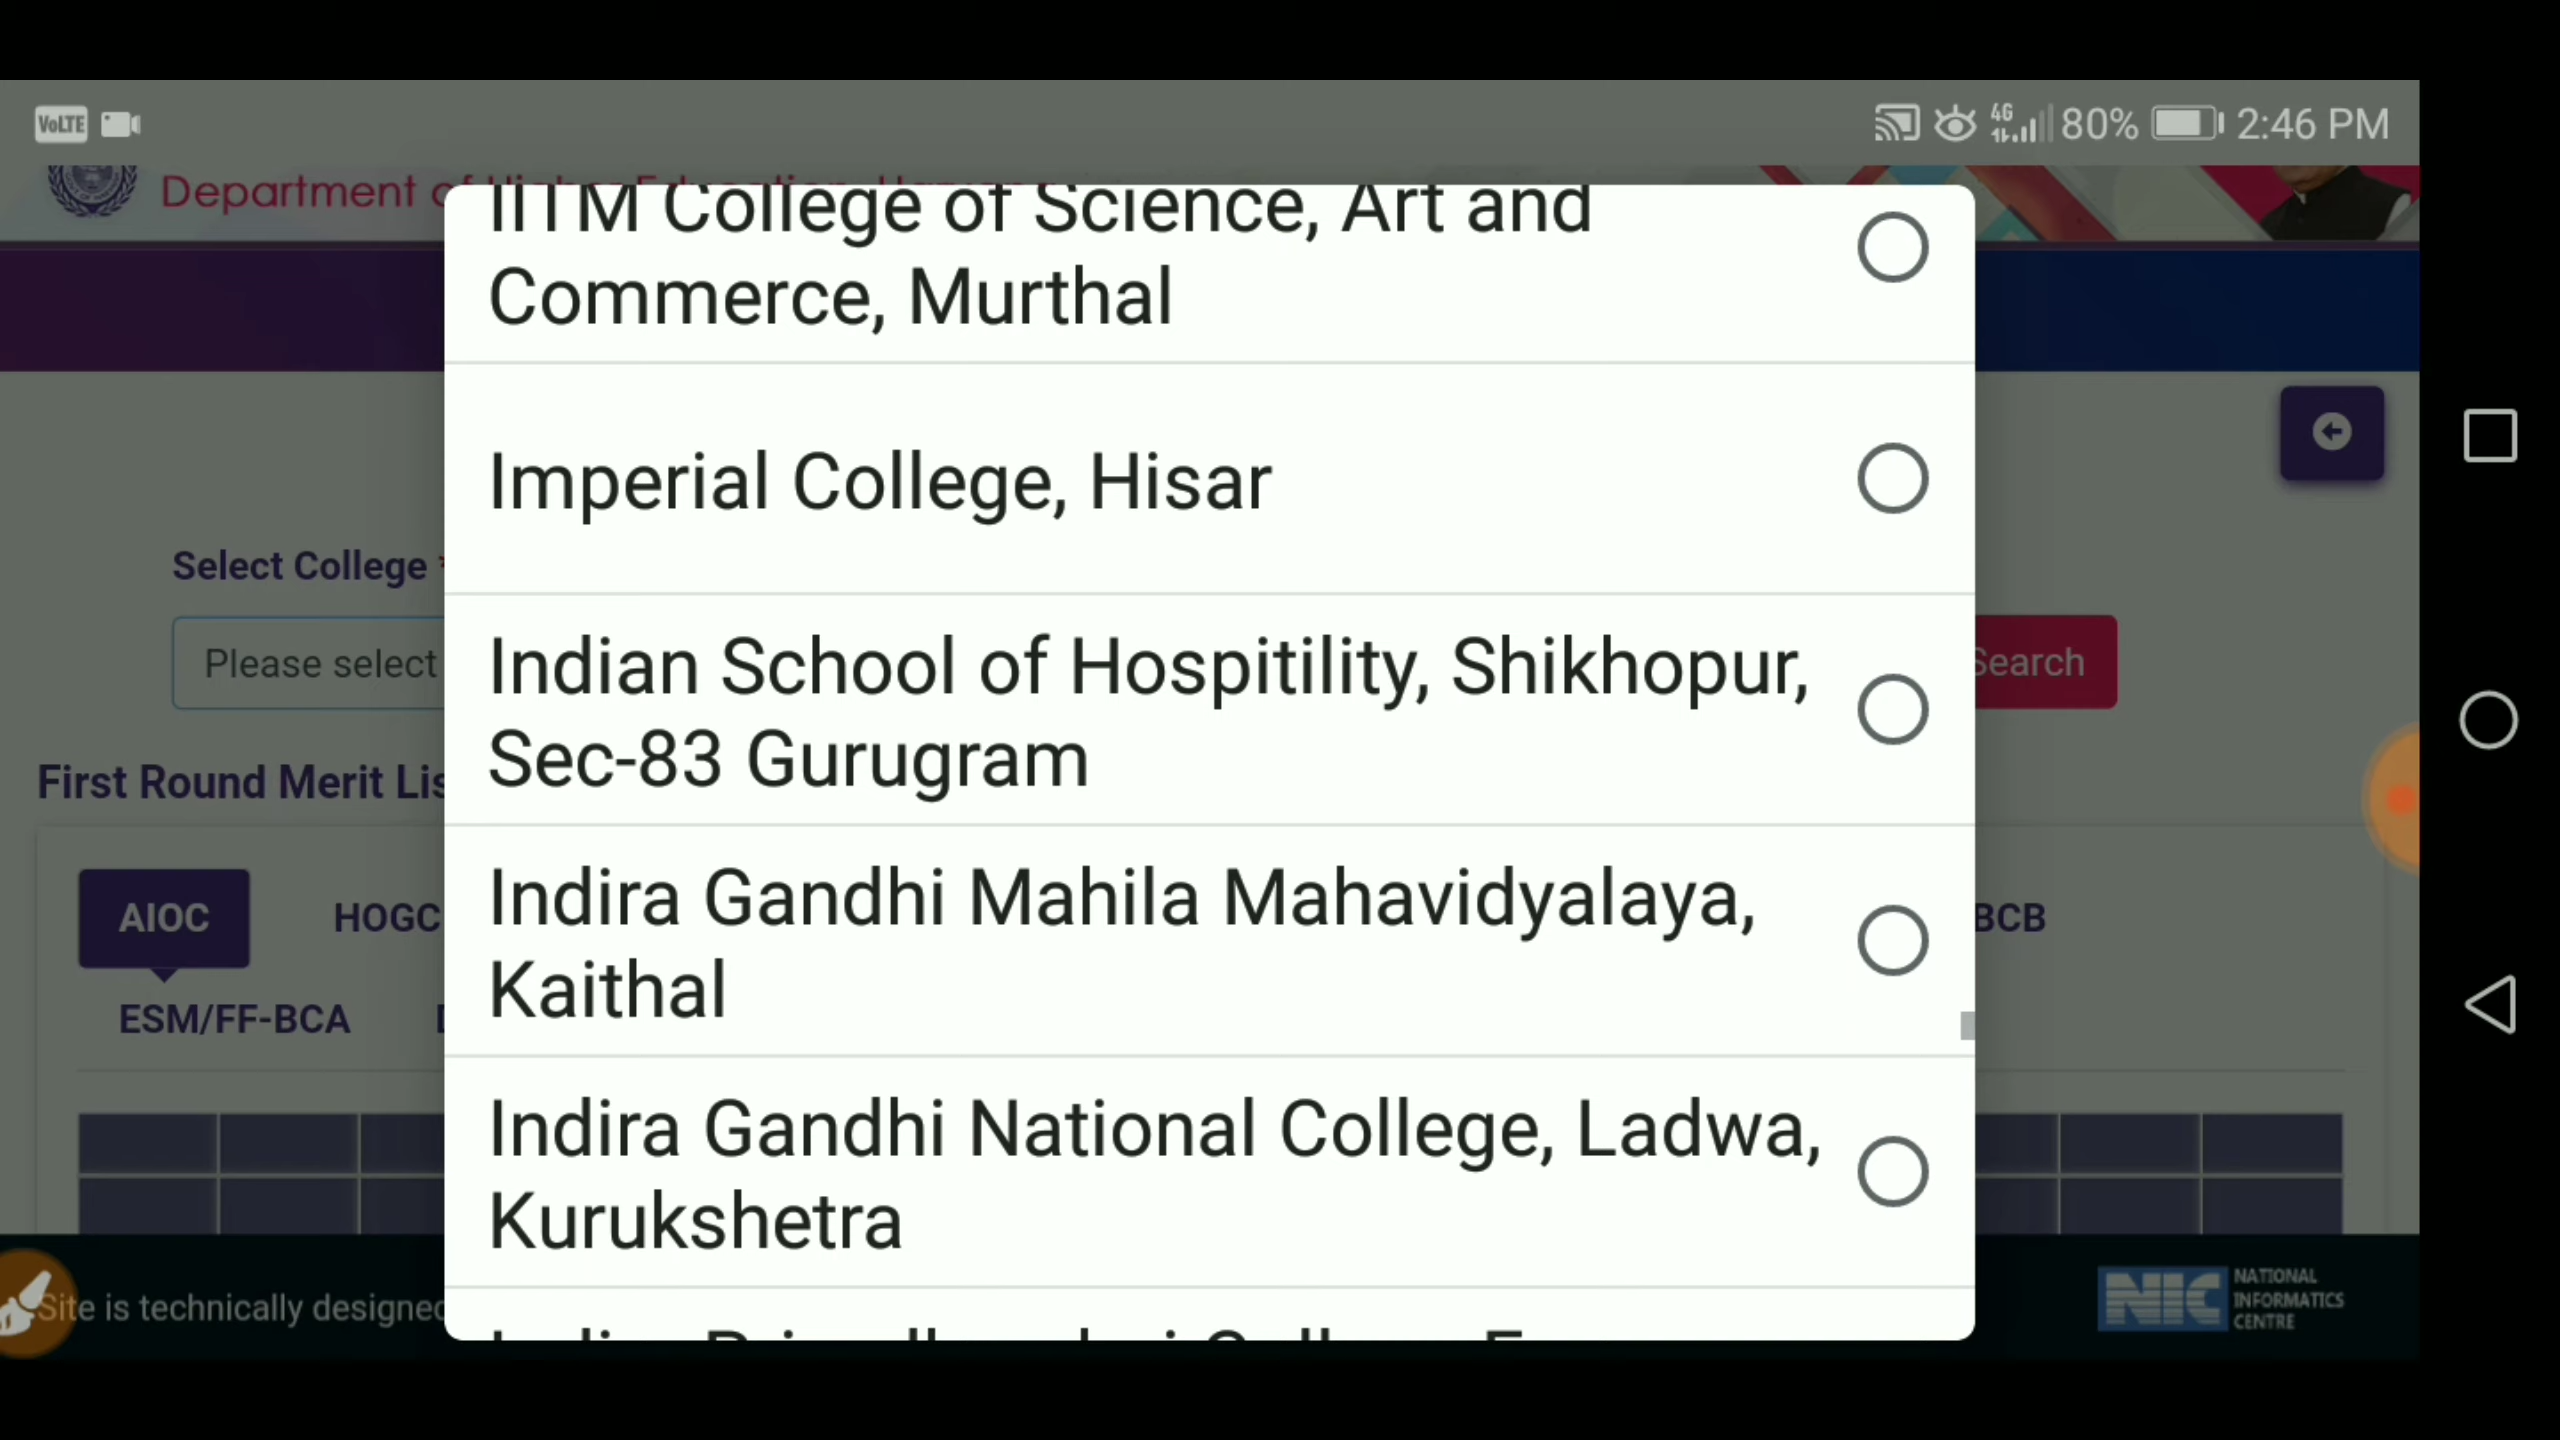 VoLTE
4G 80% 2:46 PM
Department
IITM College of Science, Art and
Commerce, Murthal
Imperial College, Hisar
Select College *
Please select
Indian School of Hospitility, Shikhopur,
Sec-83 Gurugram
Search
First Round Merit
AIOC
HOGC
Indira Gandhi Mahila Mahavidyalaya,
Kaithal
BCB
ESM/FF-BCA
Indira Gandhi National College, Ladwa,
Kurukshetra
Site is technically designed
NIC
NATIONAL
INFORMATICS
CENTRE